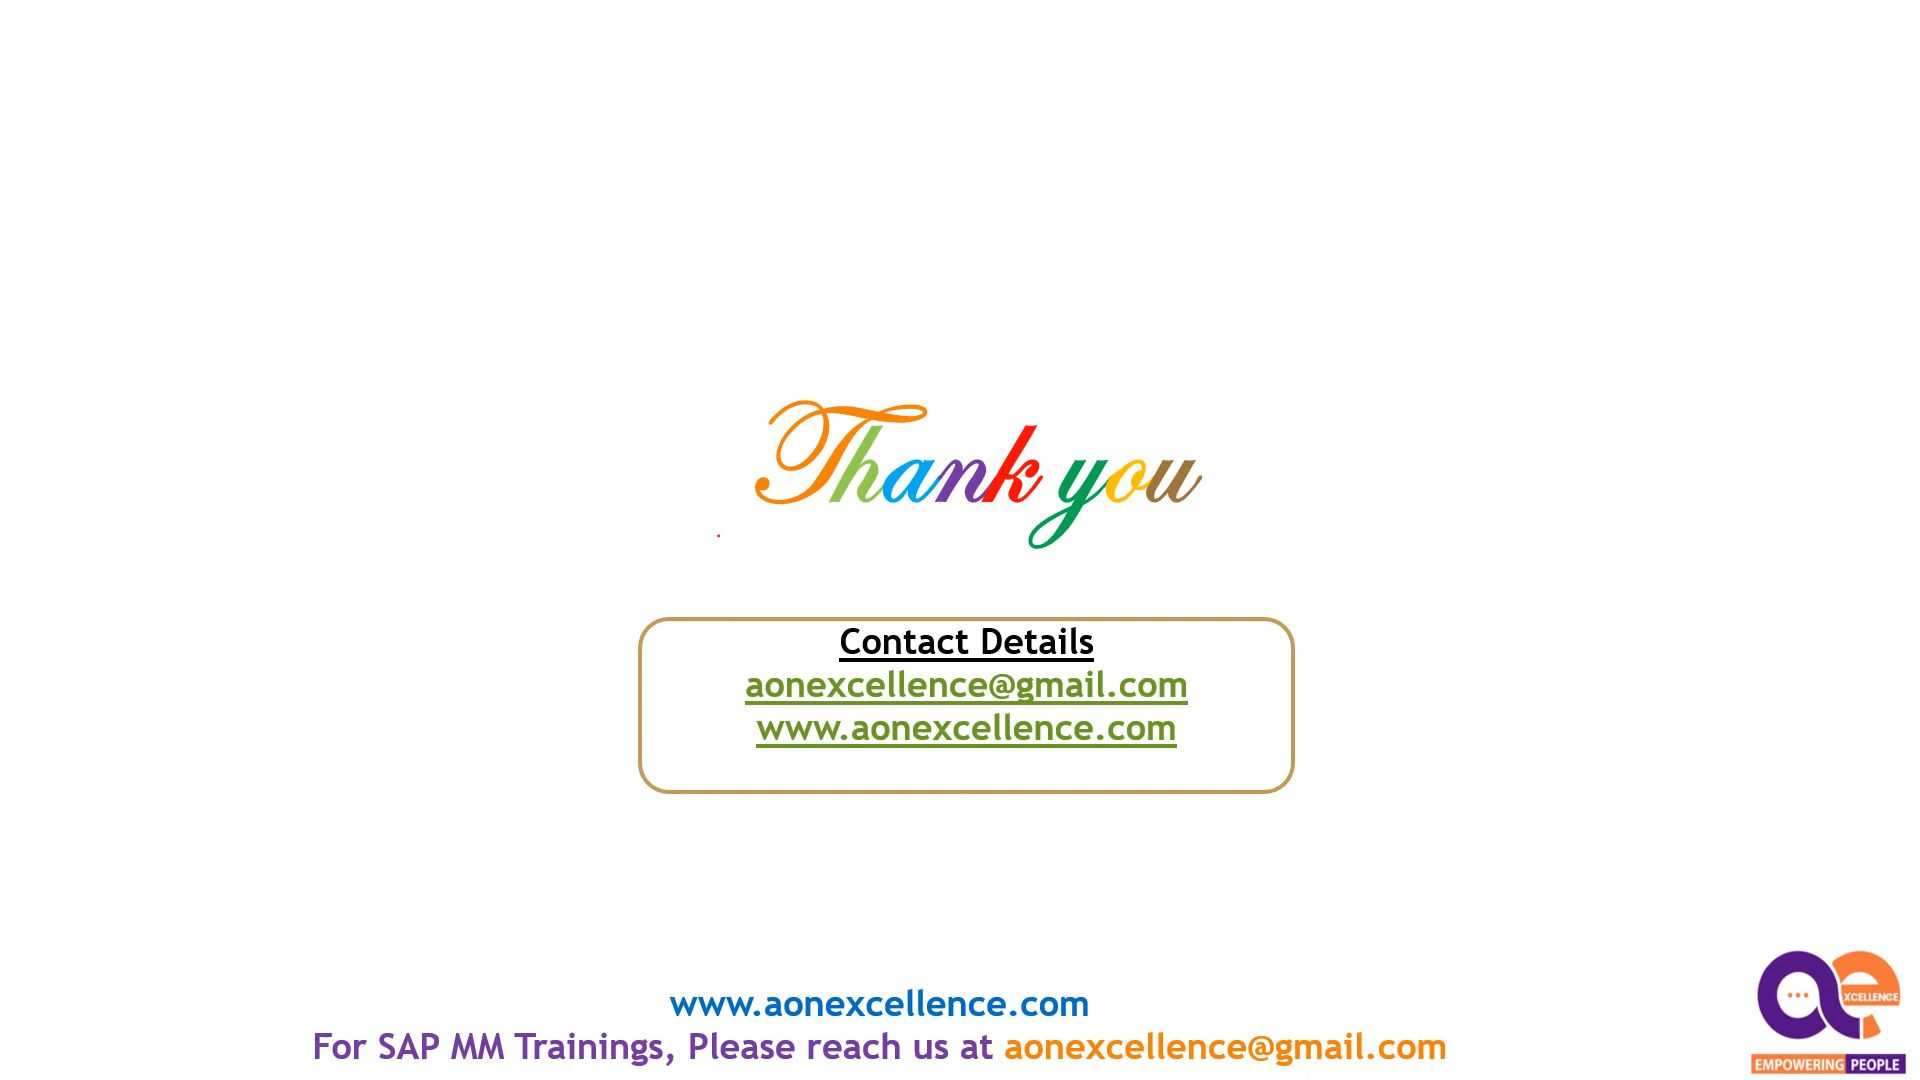 Thank you
Contact Details
aonexcellence@gmail.com
www.aonexcellence.com
www.aonexcellence.com
For SAP MM Trainings, Please reach us at aonexcellence@gmail.com
ae
XCELLENCE
EMPOWERING PEOPLE